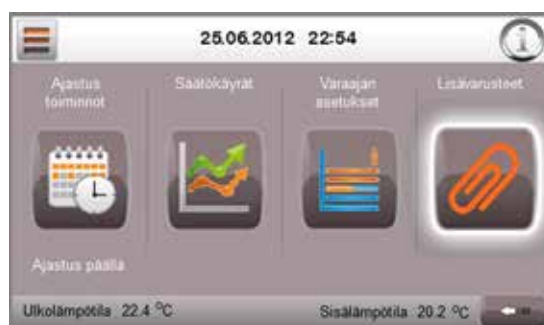 25.06.2012 22:54
Ajastus
toiminnot
Säätökäyrät
Varaajan
asetukset
Lisävarusteet
Ajastus päällä
Ulkolämpötila 22.4 °C
Sisälämpötila 20.2 °C